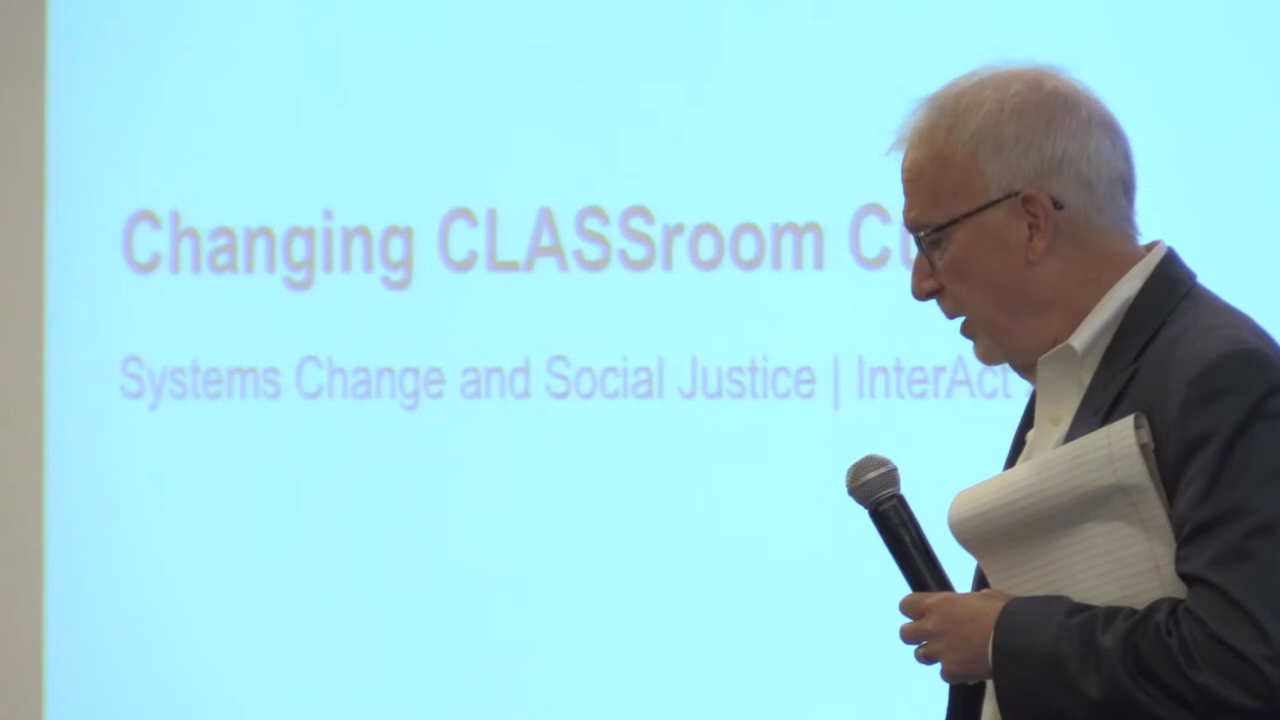 Changing CLASSroom
Systems Change and Social Justice | InterAct